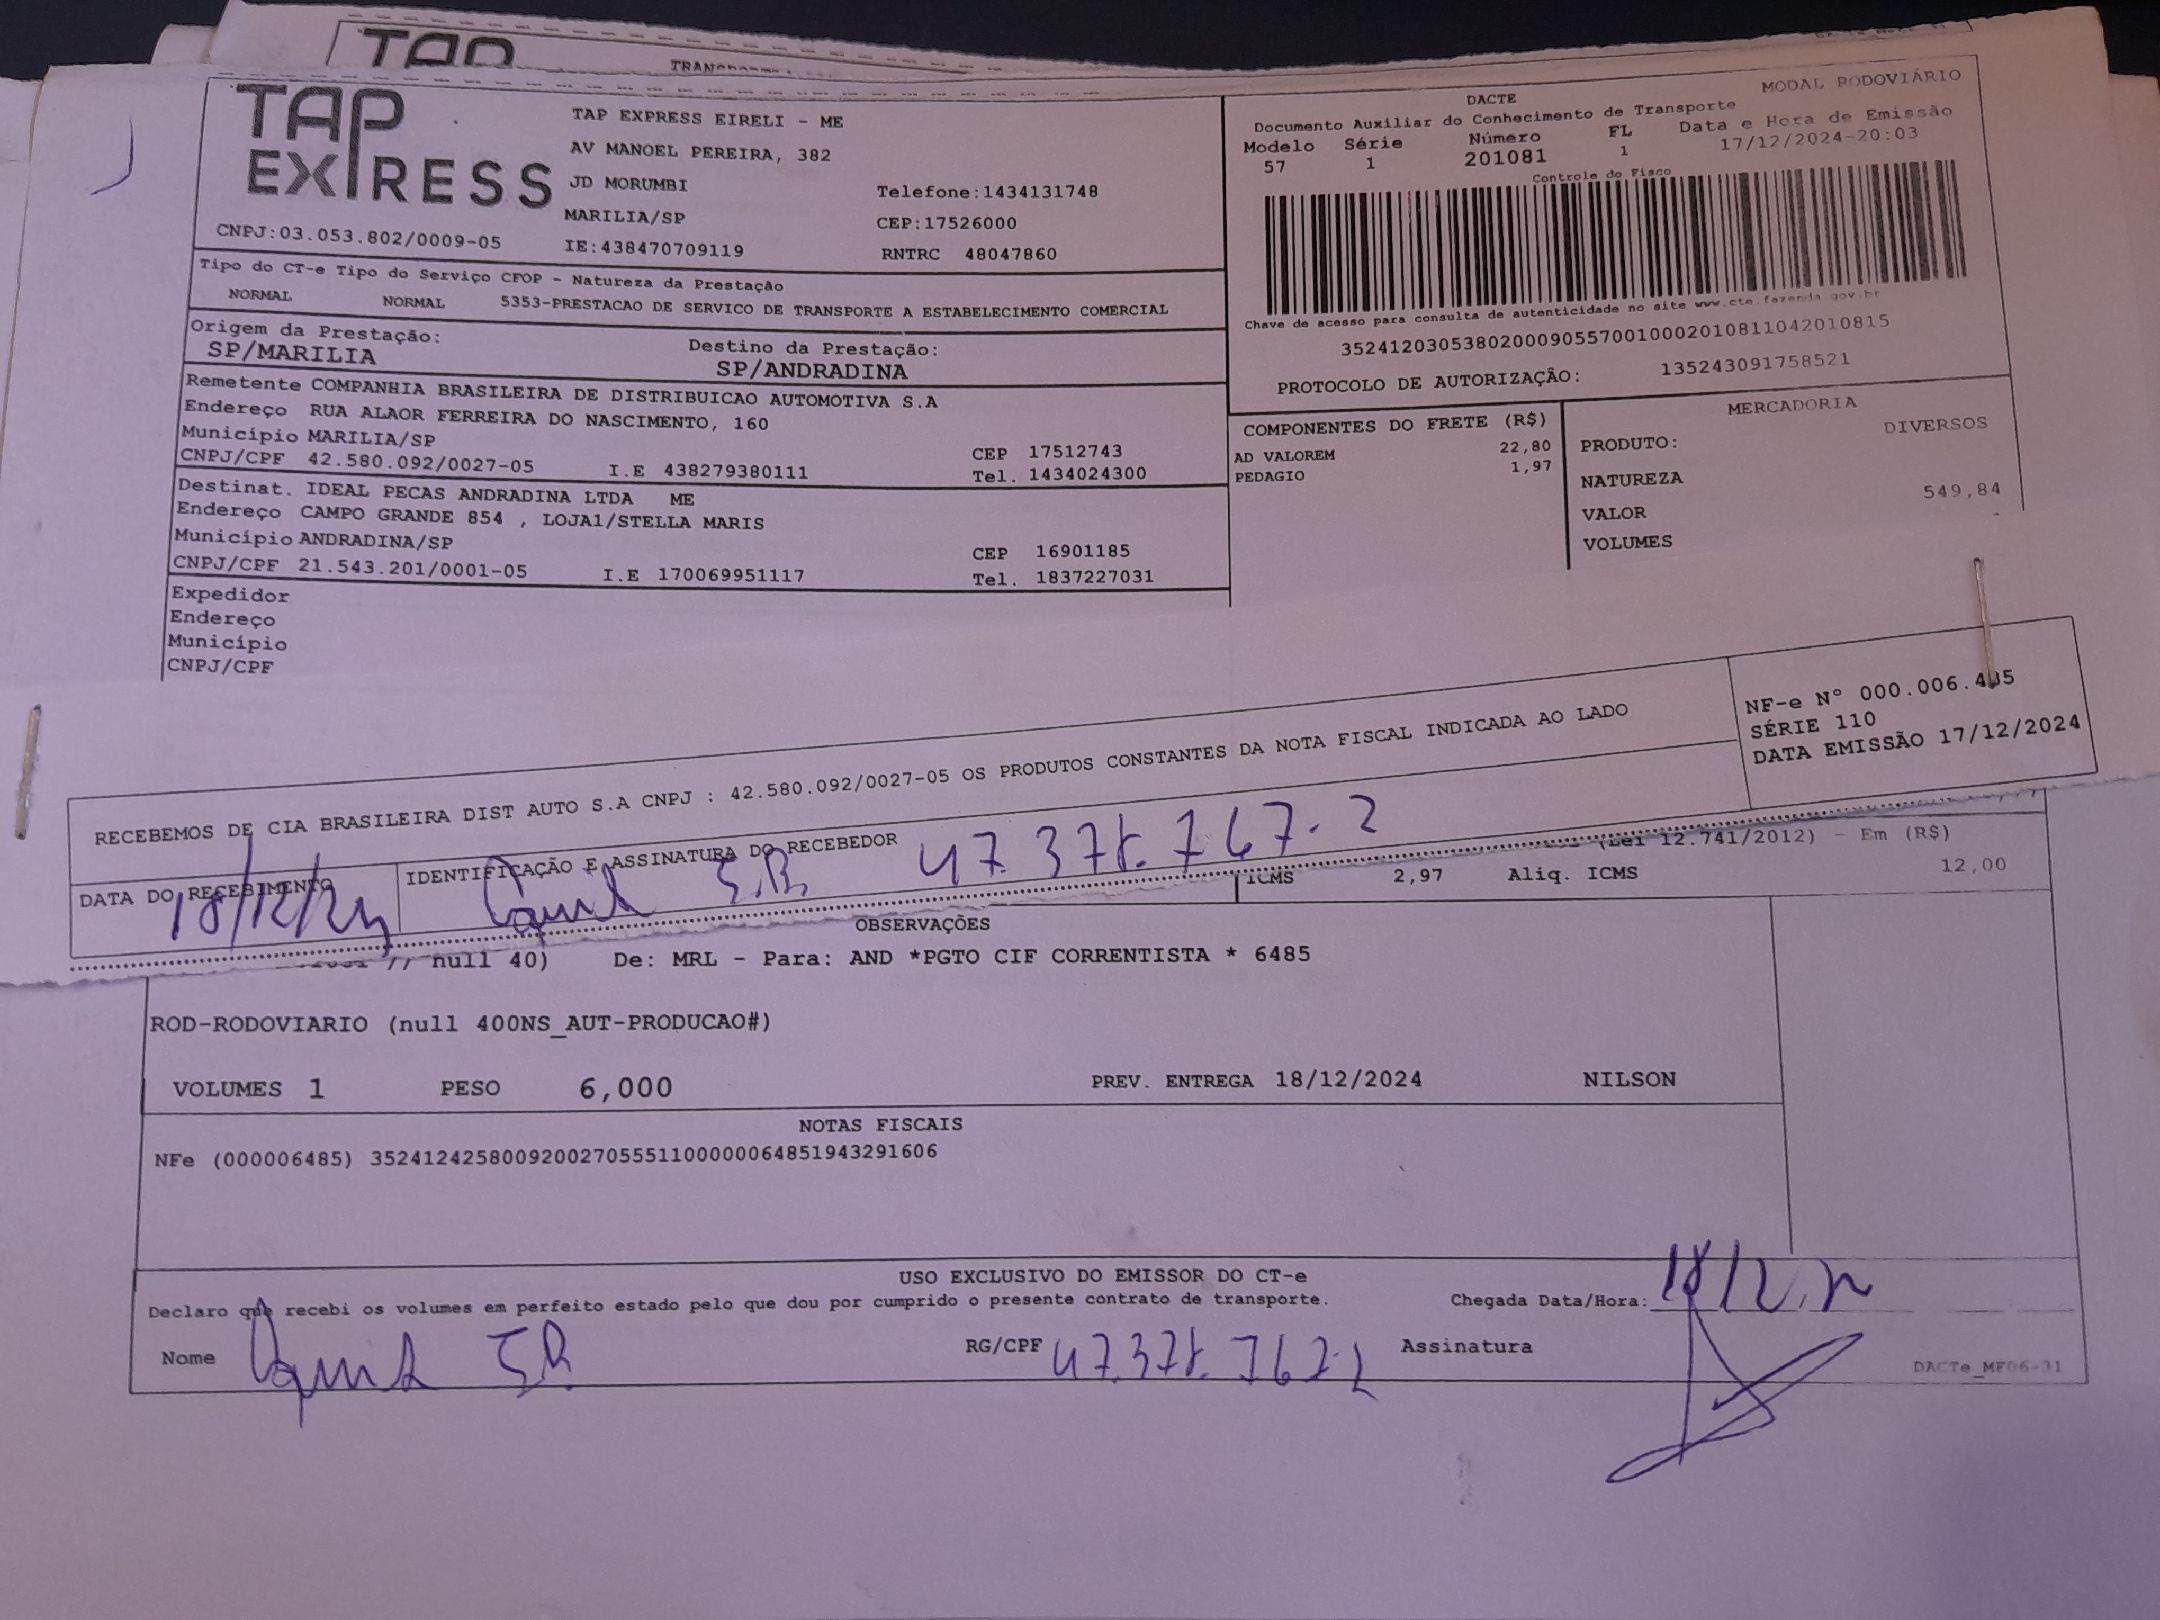 TAP
TAP EXPRESS
TAP EXPRESS EIRELI - ME
AV MANOEL PEREIRA, 382
JD MORUMBI
Telefone:1434131748
MARILIA/SP
CEP:17526000
CNPJ:03.053.802/0009-05
IE:438470709119
RNTRC 48047860
MODAL RODOVIÁRIO
DACTE
Documento Auxiliar do Conhecimento de Transporte
Modelo Série Número FL Data e Hora de Emissão
57 1 201081 1 17/12/2024-20:03
Controle do Fisco
Chave de acesso para consulta de autenticidade no site www.cte.fazenda.gov.br
35241203053802000905570010002010811042010815
PROTOCOLO DE AUTORIZAÇÃO: 135243091758521
Tipo do CT-e Tipo do Serviço CFOP - Natureza da Prestação
NORMAL NORMAL 5353-PRESTACAO DE SERVICO DE TRANSPORTE A ESTABELECIMENTO COMERCIAL
Origem da Prestação: Destino da Prestação:
SP/MARILIA SP/ANDRADINA
Remetente COMPANHIA BRASILEIRA DE DISTRIBUICAO AUTOMOTIVA S.A
Endereço RUA ALAOR FERREIRA DO NASCIMENTO, 160
Município MARILIA/SP CEP 17512743
CNPJ/CPF 42.580.092/0027-05 I.E 438279380111 Tel. 1434024300
Destinat. IDEAL PECAS ANDRADINA LTDA ME
Endereço CAMPO GRANDE 854 , LOJA1/STELLA MARIS
Município ANDRADINA/SP CEP 16901185
CNPJ/CPF 21.543.201/0001-05 I.E 170069951117 Tel. 1837227031
Expedidor
Endereço
Município
CNPJ/CPF
COMPONENTES DO FRETE (R$)
AD VALOREM 22,80
PEDAGIO 1,97
MERCADORIA
PRODUTO: DIVERSOS
NATUREZA
VALOR 549,84
VOLUMES
RECEBEMOS DE CIA BRASILEIRA DIST AUTO S.A CNPJ : 42.580.092/0027-05 OS PRODUTOS CONSTANTES DA NOTA FISCAL INDICADA AO LADO
NF-e Nº 000.006.485
SÉRIE 110
DATA EMISSÃO 17/12/2024
DATA DO RECEBIMENTO
18/12/24
IDENTIFICAÇÃO E ASSINATURA DO RECEBEDOR
47.378.767-2
(Lei 12.741/2012) - Em (R$)
ICMS 2,97 Aliq. ICMS 12,00
OBSERVAÇÕES
// null 40) De: MRL - Para: AND *PGTO CIF CORRENTISTA * 6485
ROD-RODOVIARIO (null 400NS_AUT-PRODUCAO#)
VOLUMES 1 PESO 6,000 PREV. ENTREGA 18/12/2024 NILSON
NOTAS FISCAIS
NFe (000006485) 35241242580092002705551100000064851943291606
USO EXCLUSIVO DO EMISSOR DO CT-e
Declaro que recebi os volumes em perfeito estado pelo que dou por cumprido o presente contrato de transporte.
Chegada Data/Hora:
Nome
RG/CPF 47.378.767-2
Assinatura
DACTe_MF06-31